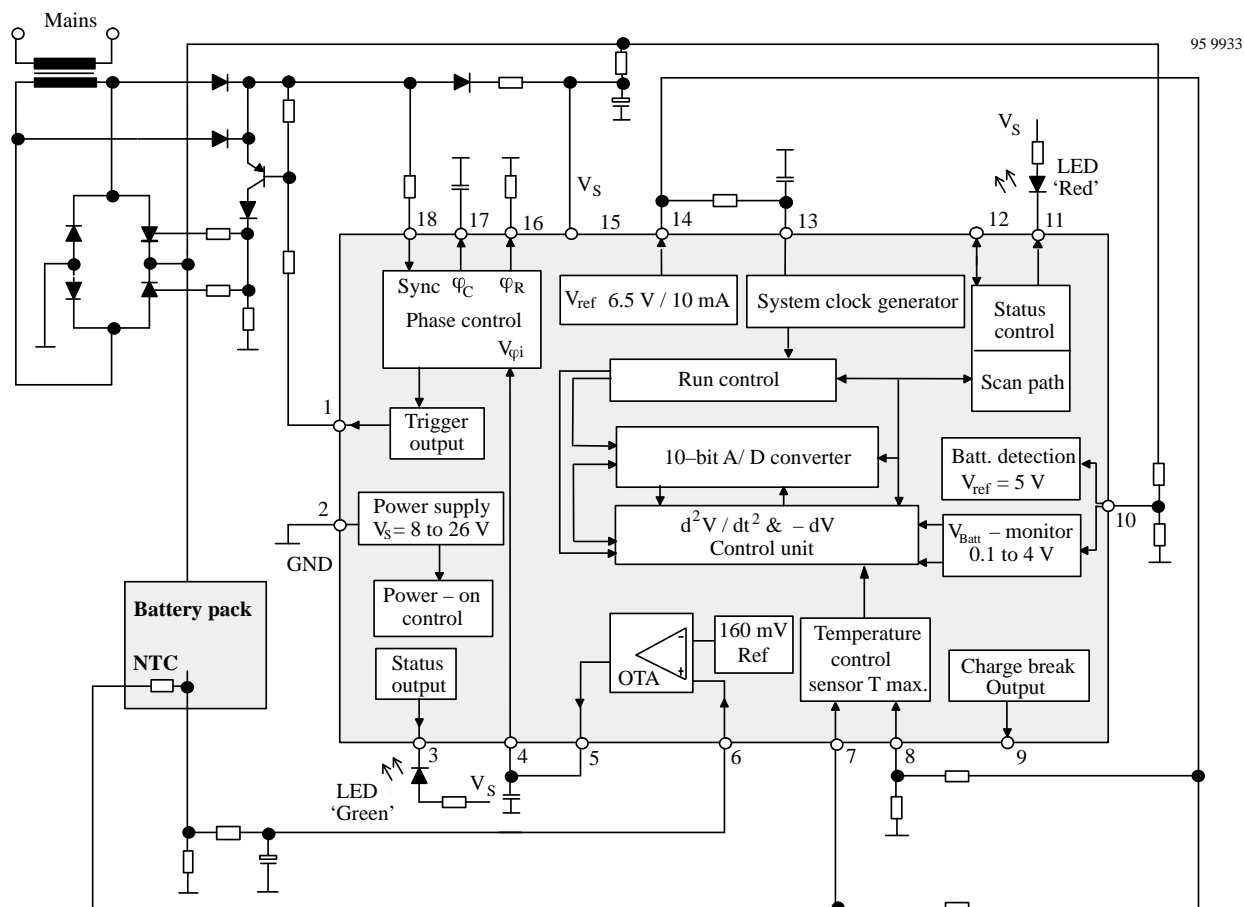 Mains
95 9933
V_S
LED
'Red'
V_S
18
17
16
15
14
13
12
11
Sync φ_C φ_R
Phase control
V_φi
V_ref 6.5 V / 10 mA
System clock generator
Status
control
Scan path
Run control
1
Trigger
output
10–bit A/ D converter
Batt. detection
V_ref = 5 V
10
2
GND
Power supply
V_S = 8 to 26 V
d²V / dt² & – dV
Control unit
V_Batt – monitor
0.1 to 4 V
Power – on
control
Battery pack
NTC
Status
output
OTA
- +
160 mV
Ref
Temperature
control
sensor T max.
Charge break
Output
3
4
5
6
7
8
9
LED
'Green'
V_S